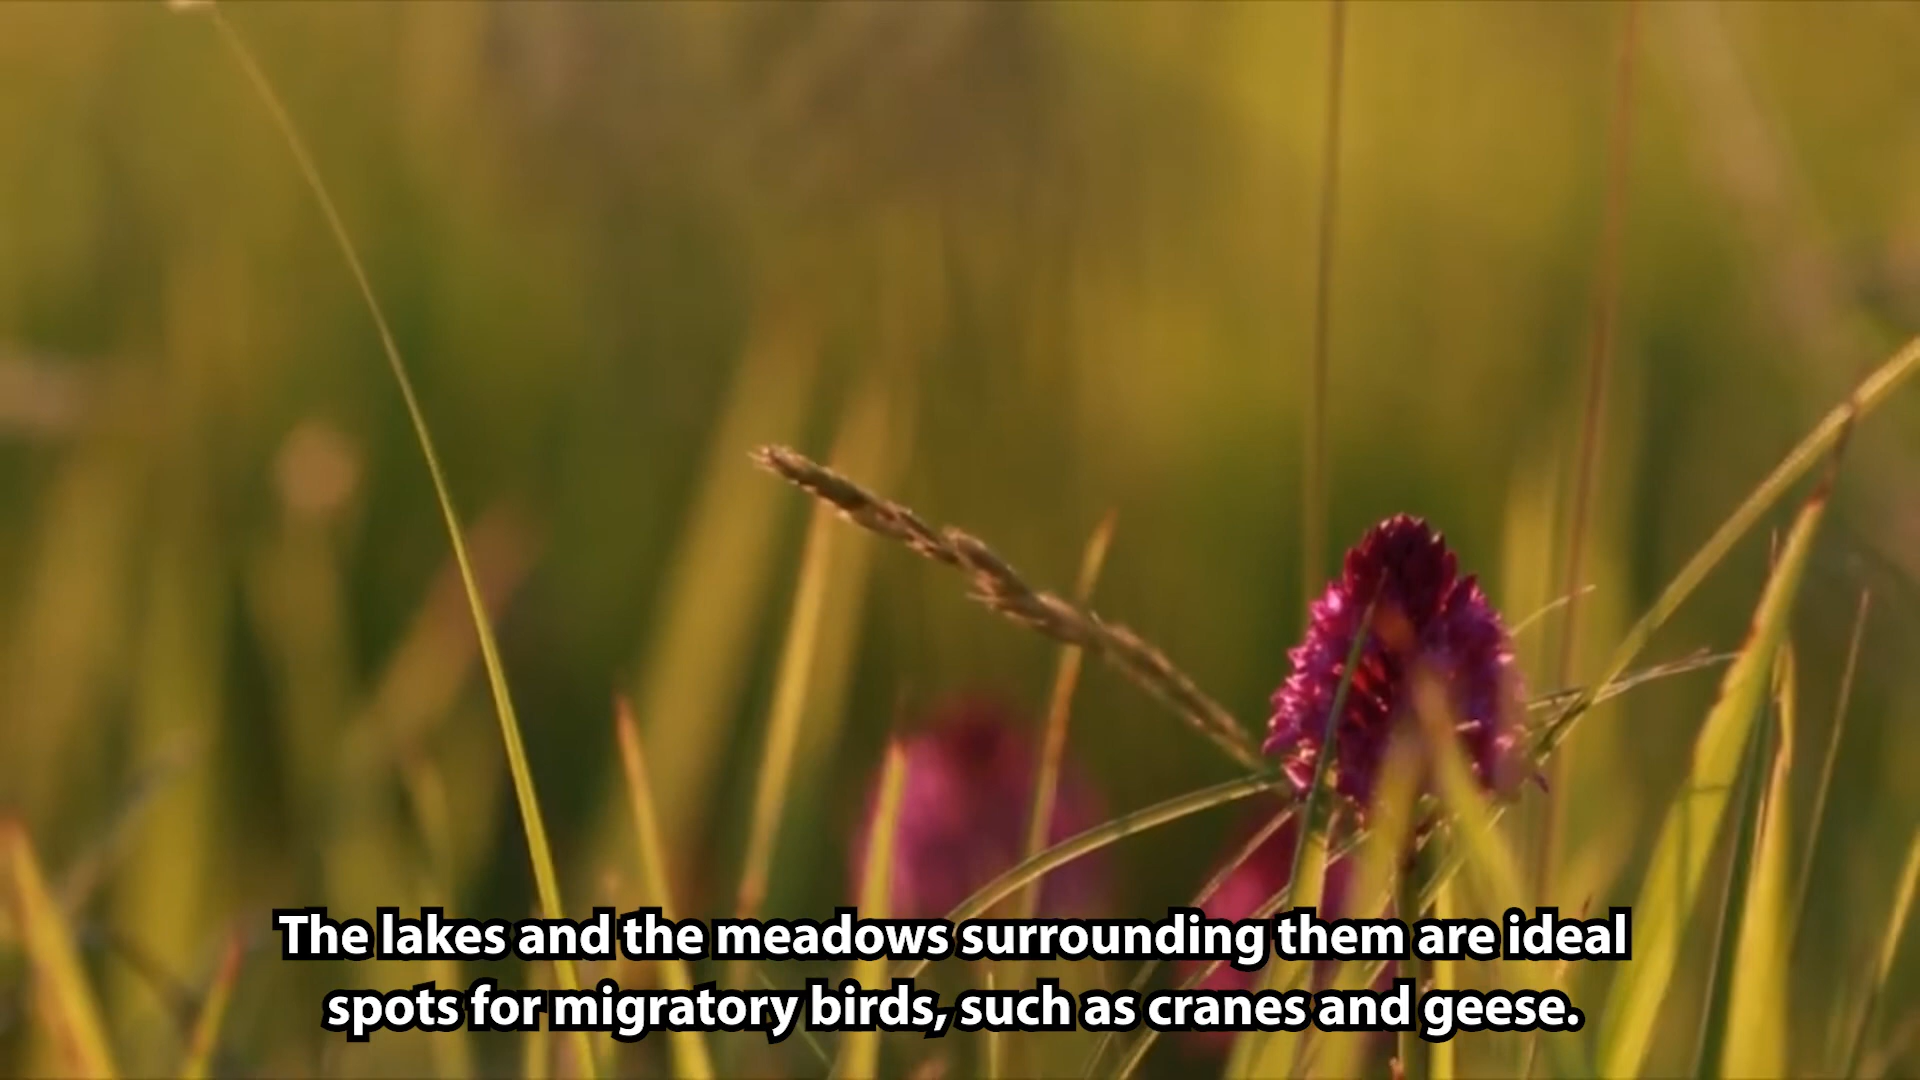 The lakes and the meadows surrounding them are ideal
spots for migratory birds, such as cranes and geese.